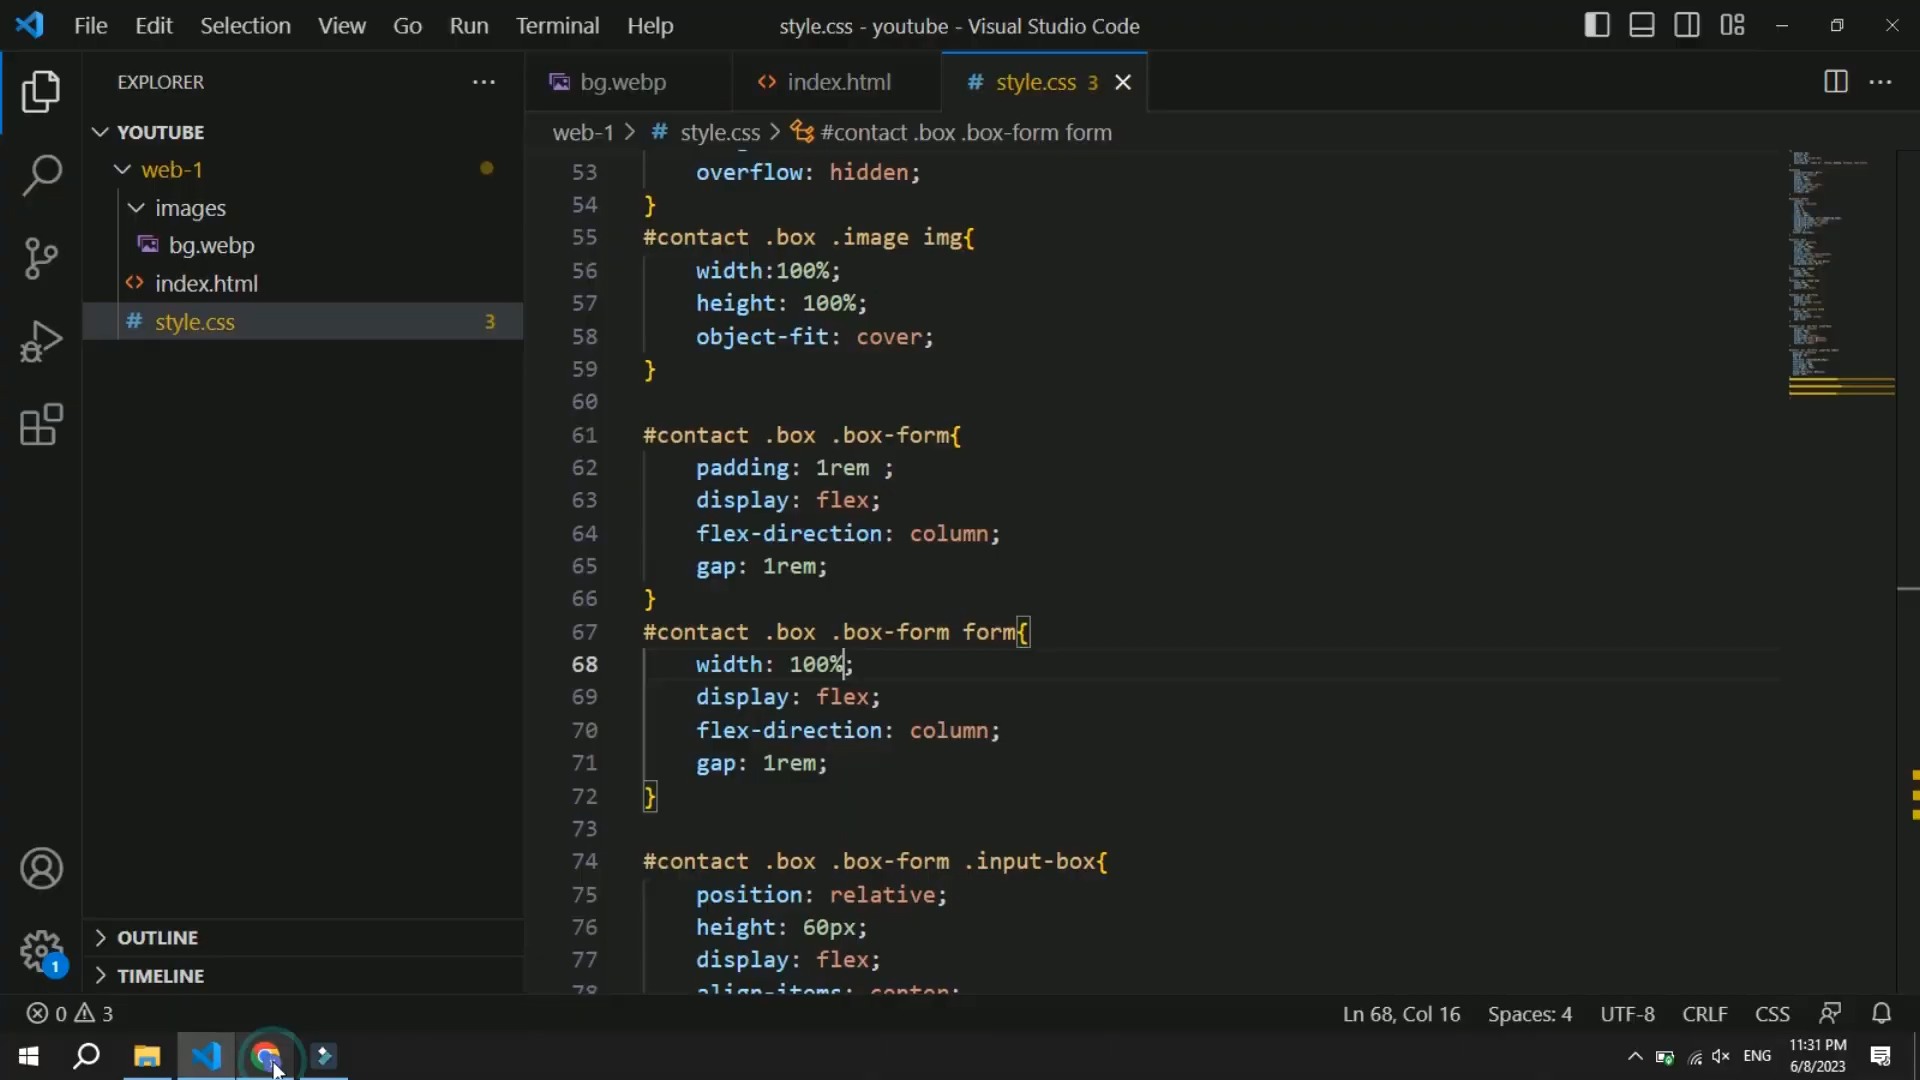 File Edit Selection View Go Run Terminal Help style.css - youtube - Visual Studio Code
EXPLORER
YOUTUBE
web-1
images
bg.webp
index.html
style.css 3
OUTLINE
TIMELINE
bg.webp index.html style.css 3
web-1 > style.css > #contact .box .box-form form
53 overflow: hidden;
54 }
55 #contact .box .image img{
56 width:100%;
57 height: 100%;
58 object-fit: cover;
59 }
60
61 #contact .box .box-form{
62 padding: 1rem ;
63 display: flex;
64 flex-direction: column;
65 gap: 1rem;
66 }
67 #contact .box .box-form form{
68 width: 100%;
69 display: flex;
70 flex-direction: column;
71 gap: 1rem;
72 }
73
74 #contact .box .box-form .input-box{
75 position: relative;
76 height: 60px;
77 display: flex;
78 align-items: center;
1
0 3 Ln 68, Col 16 Spaces: 4 UTF-8 CRLF CSS
ENG 11:31 PM
6/8/2023